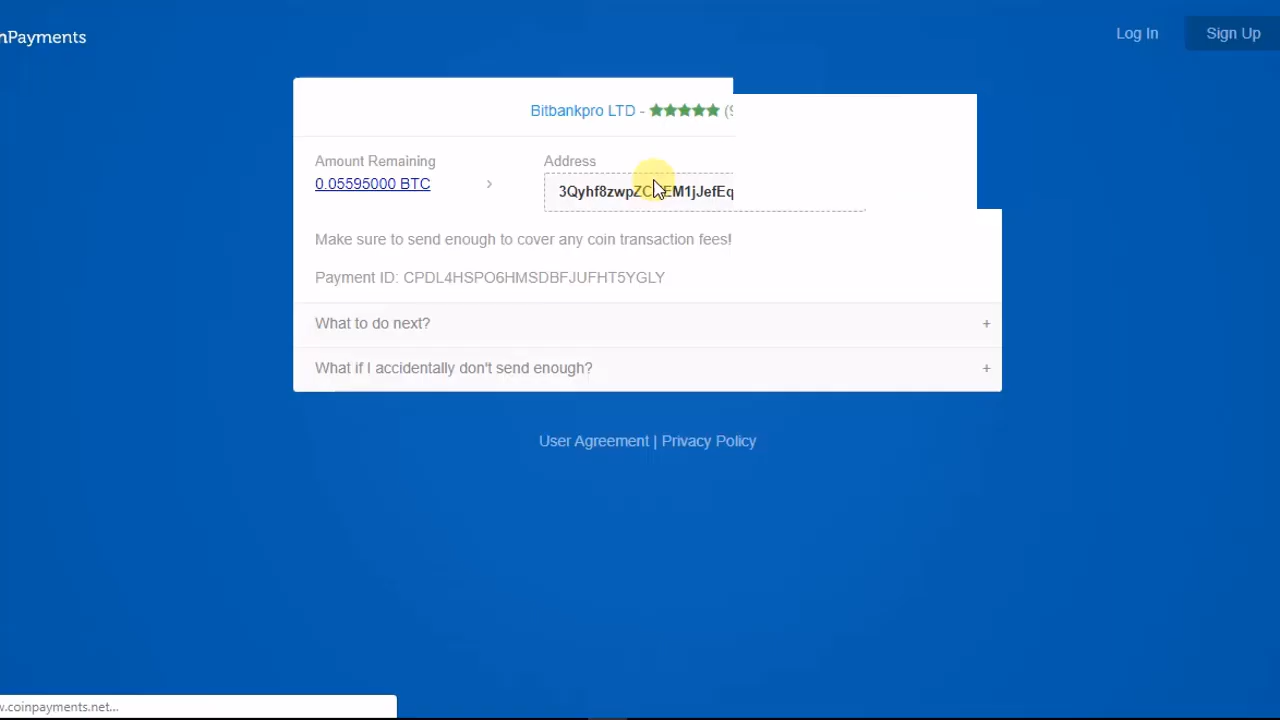 nPayments
Log In
Sign Up
Bitbankpro LTD - ★★★★★ (9
Amount Remaining
Address
0.05595000 BTC
>
Make sure to send enough to cover any coin transaction fees!
Payment ID: CPDL4HSPO6HMSDBFJUFHT5YGLY
What to do next?
+
What if I accidentally don't send enough?
+
User Agreement | Privacy Policy
w.coinpayments.net...